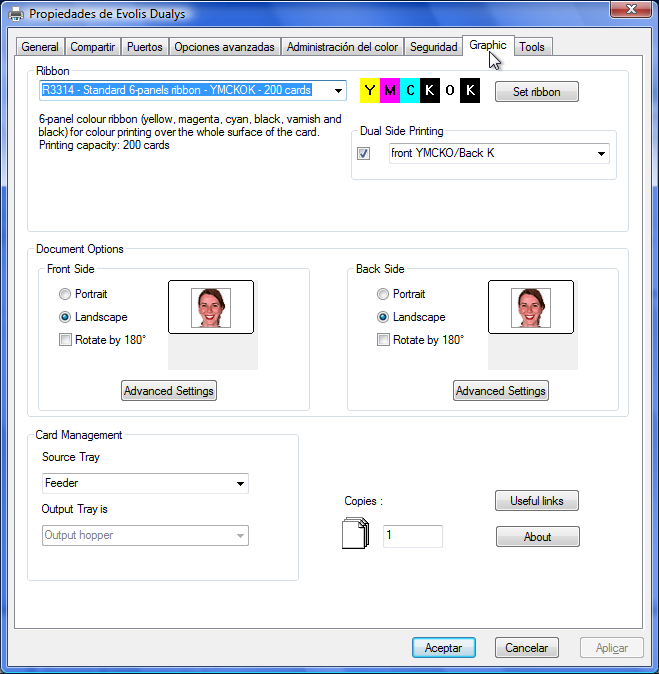 Propiedades de Evolis Dualys
General Compartir Puertos Opciones avanzadas Administración del color Seguridad Graphic Tools
Ribbon
R3314 - Standard 6-panels ribbon - YMCKOK - 200 cards
Y M C K O K
Set ribbon
6-panel colour ribbon (yellow, magenta, cyan, black, varnish and
black) for colour printing over the whole surface of the card.
Printing capacity: 200 cards
Dual Side Printing
front YMCKO/Back K
Document Options
Front Side
Portrait
Landscape
Rotate by 180°
Advanced Settings
Back Side
Portrait
Landscape
Rotate by 180°
Advanced Settings
Card Management
Source Tray
Feeder
Output Tray is
Output hopper
Copies :
1
Useful links
About
Aceptar Cancelar Aplicar